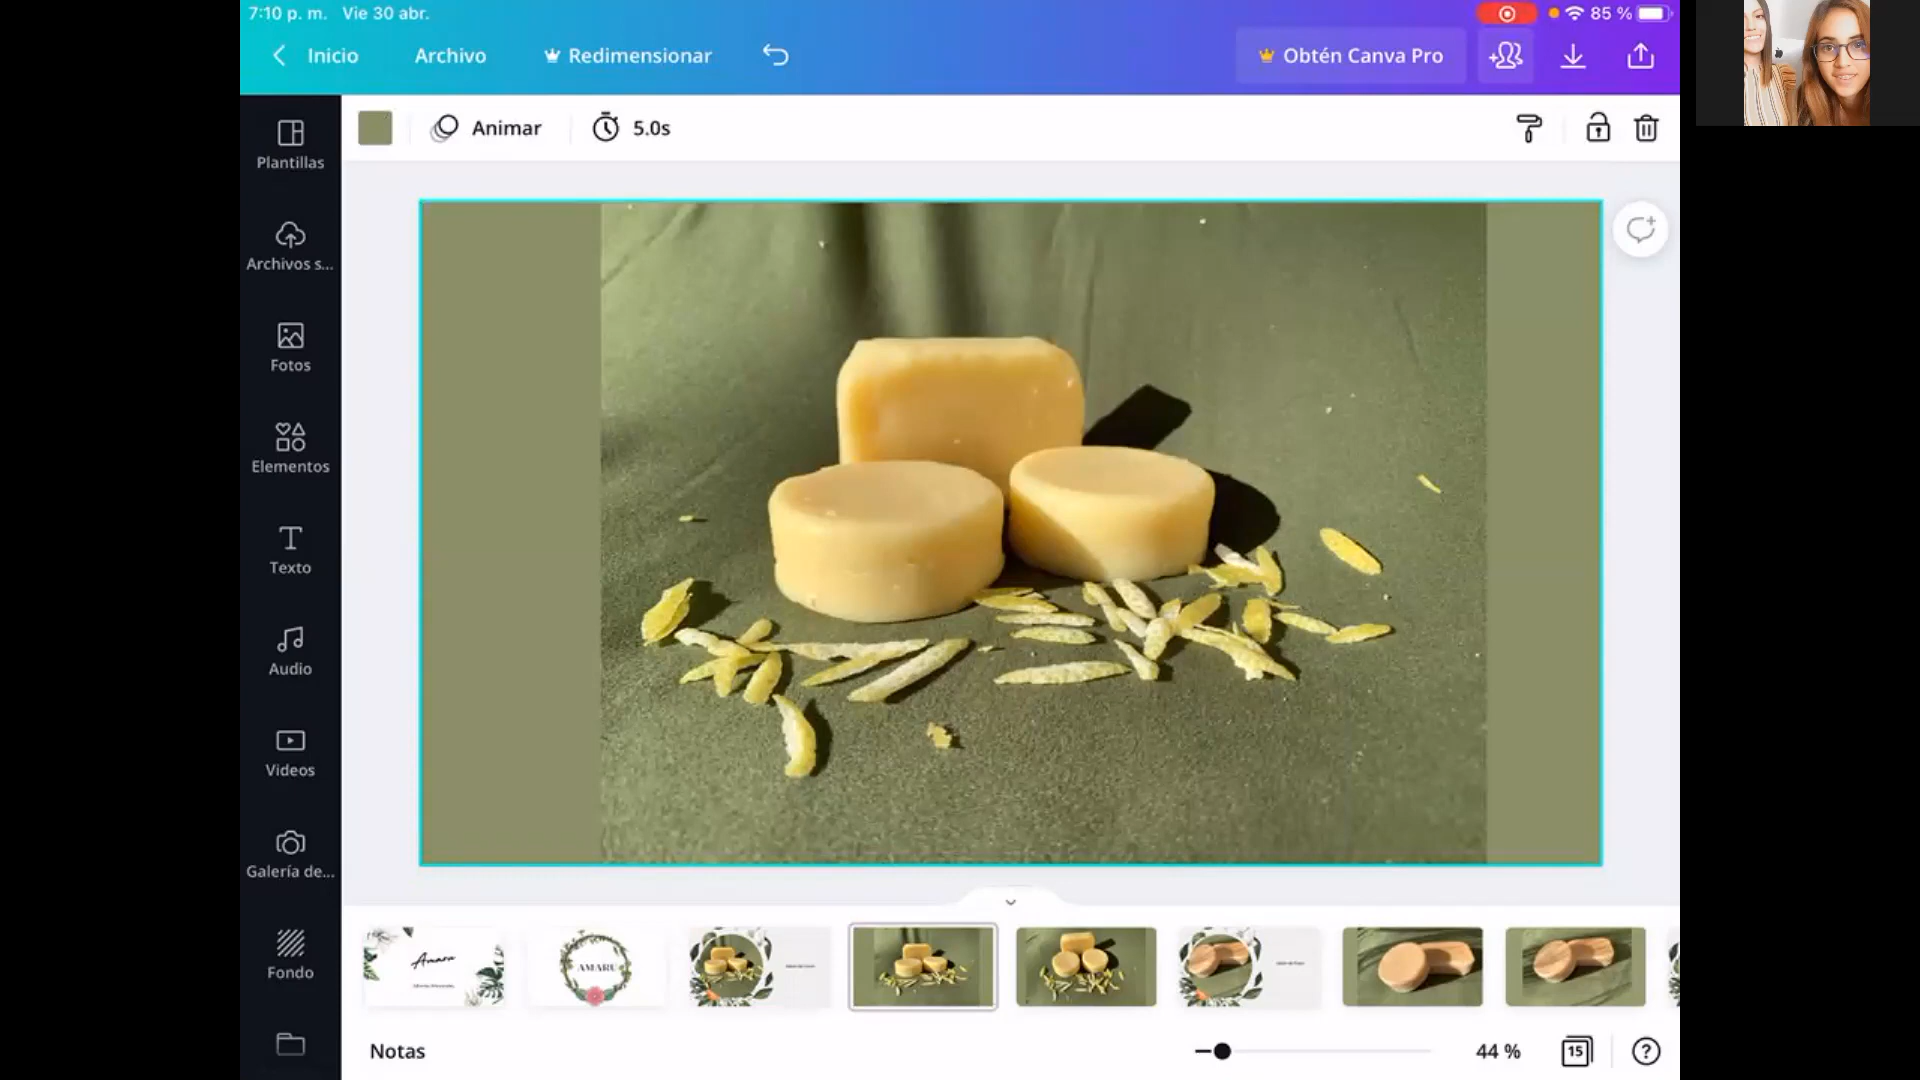 7:10 p. m. Vie 30 abr.
85 %
Inicio
Archivo
Redimensionar
Obtén Canva Pro
Animar
5.0s
Plantillas
Archivos s...
Fotos
Elementos
Texto
Audio
Videos
Galería de...
Fondo
Amaru
AMARU
Notas
44 %
15
?